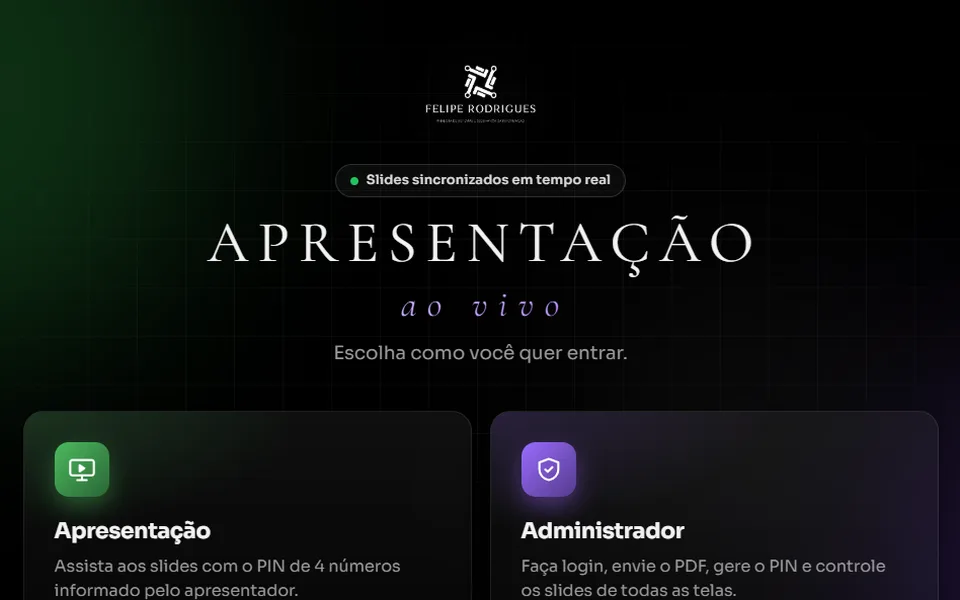 FELIPE RODRIGUES
Slides sincronizados em tempo real
APRESENTAÇÃO
ao vivo
Escolha como você quer entrar.
Apresentação
Assista aos slides com o PIN de 4 números
informado pelo apresentador.
Administrador
Faça login, envie o PDF, gere o PIN e controle
os slides de todas as telas.